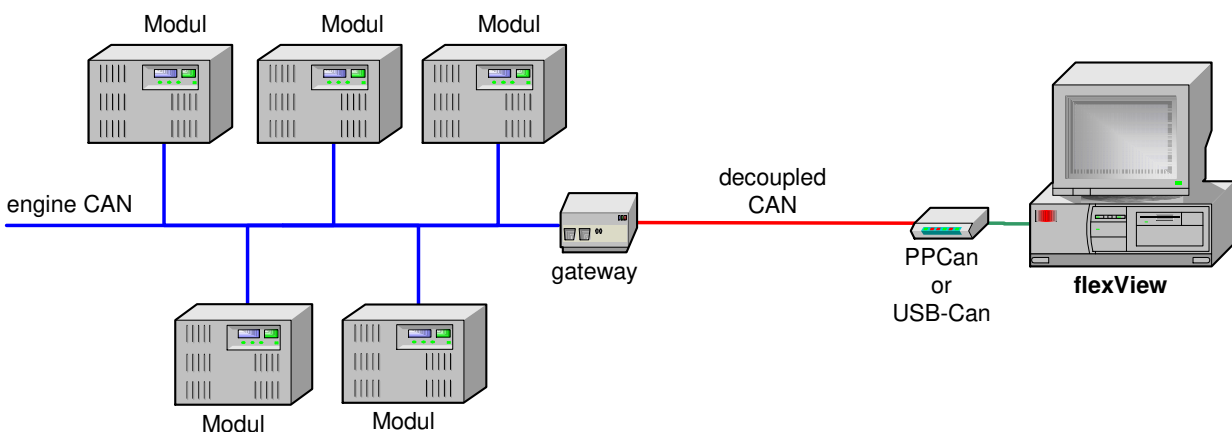 Modul
Modul
Modul
engine CAN
decoupled
CAN
gateway
PPCan
or
USB-Can
flexView
Modul
Modul